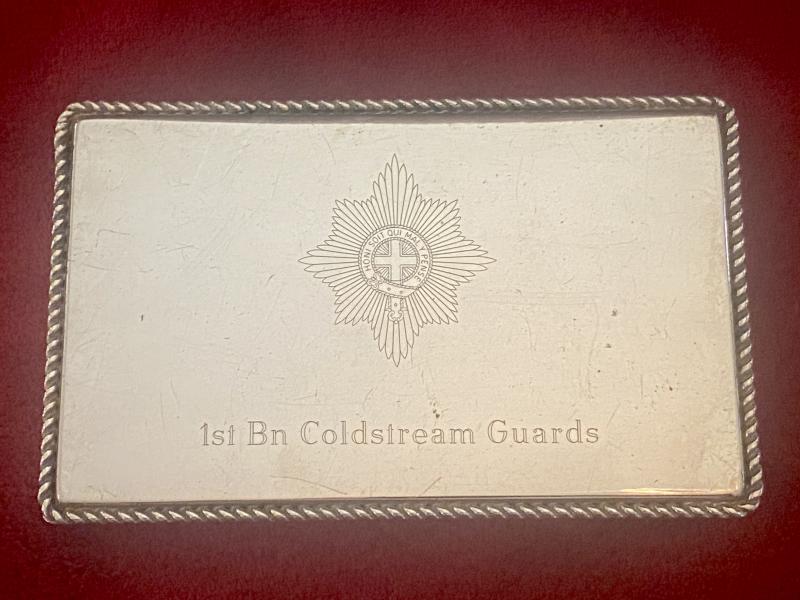 HONI SOIT QUI MAL Y PENSE
1st Bn Coldstream Guards